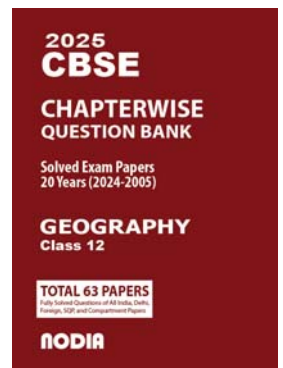 2025
CBSE
CHAPTERWISE
QUESTION BANK
Solved Exam Papers
20 Years (2024-2005)
GEOGRAPHY
Class 12
TOTAL 63 PAPERS
Fully Solved Questions of All India, Delhi,
Foreign, SQP, and Compartment Papers
NODIA